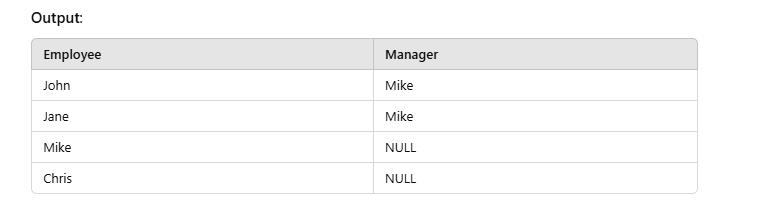 Output:
Employee Manager
John Mike
Jane Mike
Mike NULL
Chris NULL